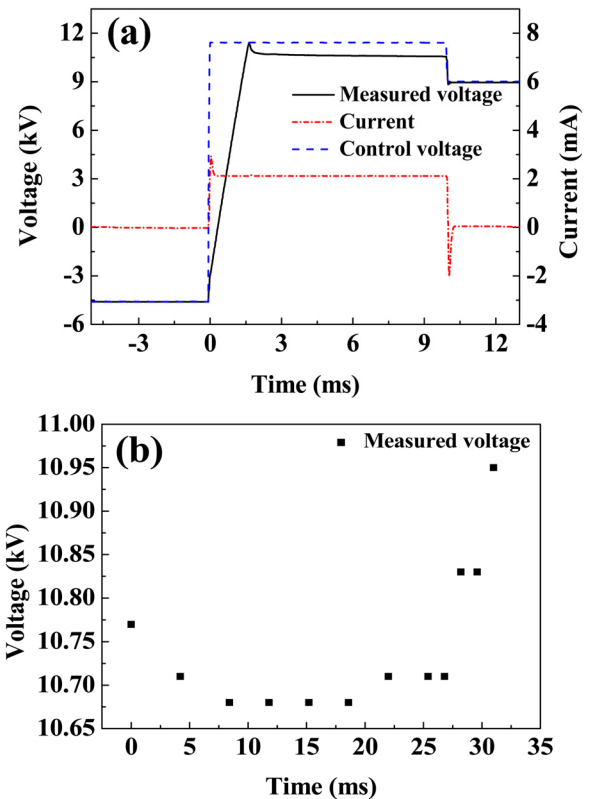 (a)
Voltage (kV)
12
9
6
3
0
-3
-6
8
6
4
2
0
-2
-4
Current (mA)
Measured voltage
Current
Control voltage
-3 0 3 6 9 12
Time (ms)
(b)
Voltage (kV)
11.00
10.95
10.90
10.85
10.80
10.75
10.70
10.65
Measured voltage
0 5 10 15 20 25 30 35
Time (ms)